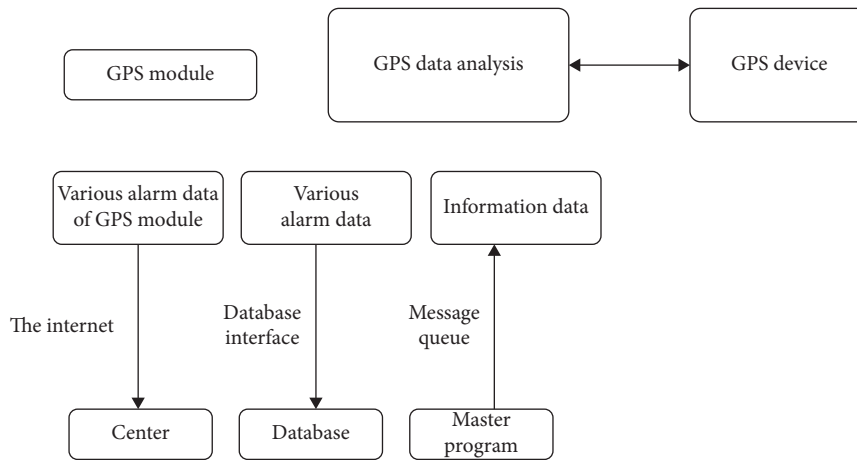 GPS module
GPS data analysis
GPS device
Various alarm data
of GPS module
Various
alarm data
Information data
The internet
Database
interface
Message
queue
Center
Database
Master
program